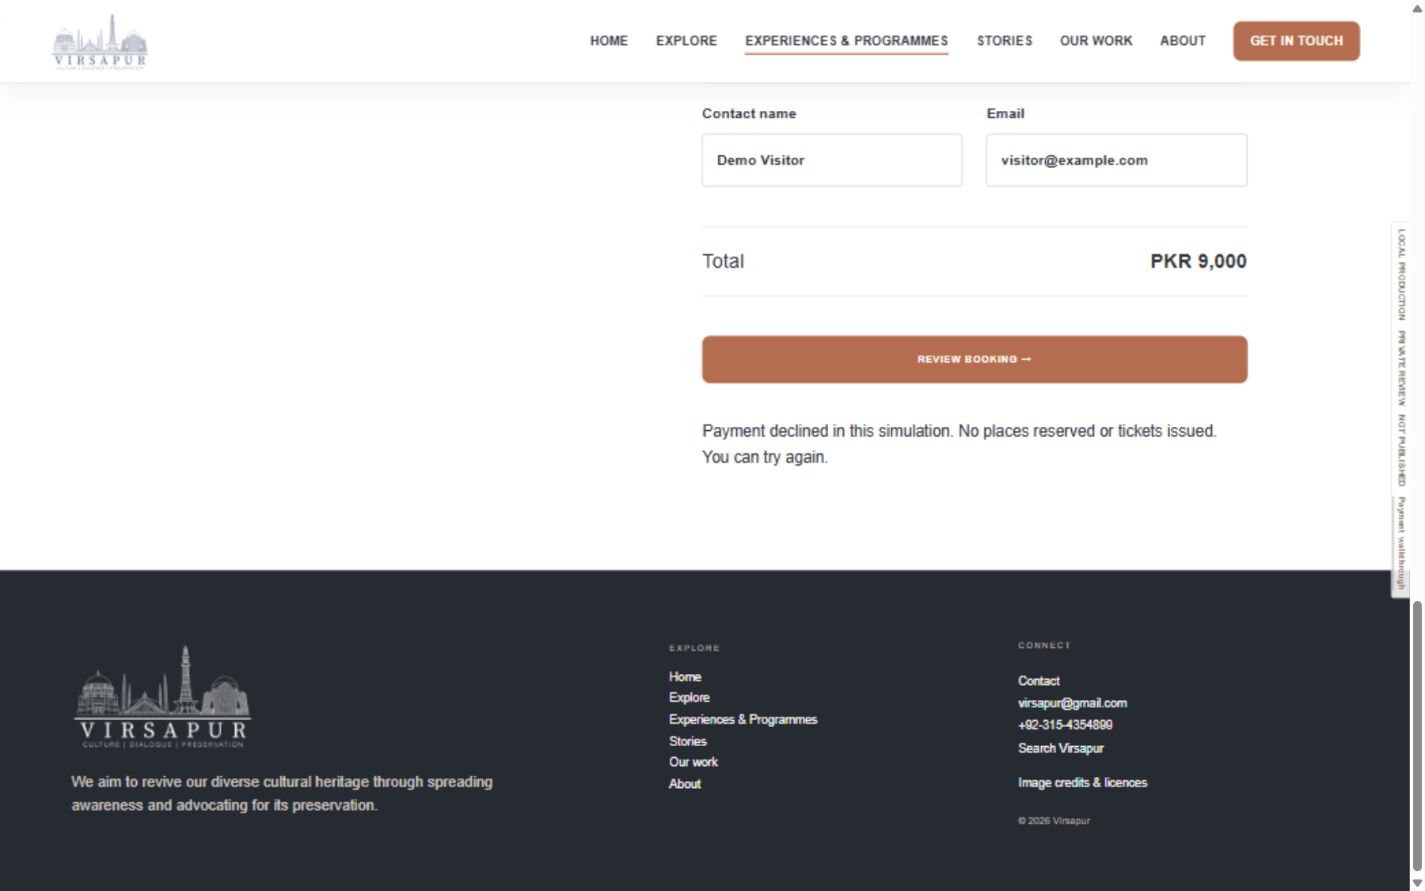 VIRSAPUR
CULTURE | DIALOGUE | PRESERVATION
HOME
EXPLORE
EXPERIENCES & PROGRAMMES
STORIES
OUR WORK
ABOUT
GET IN TOUCH
Contact name
Email
Demo Visitor
visitor@example.com
Total
PKR 9,000
REVIEW BOOKING →
Payment declined in this simulation. No places reserved or tickets issued.
You can try again.
LOCAL PRODUCTION
PRIVATE REVIEW
NOT PUBLISHED
Payment walkthrough
VIRSAPUR
CULTURE | DIALOGUE | PRESERVATION
We aim to revive our diverse cultural heritage through spreading
awareness and advocating for its preservation.
EXPLORE
Home
Explore
Experiences & Programmes
Stories
Our work
About
CONNECT
Contact
virsapur@gmail.com
+92-315-4354899
Search Virsapur
Image credits & licences
© 2026 Virsapur